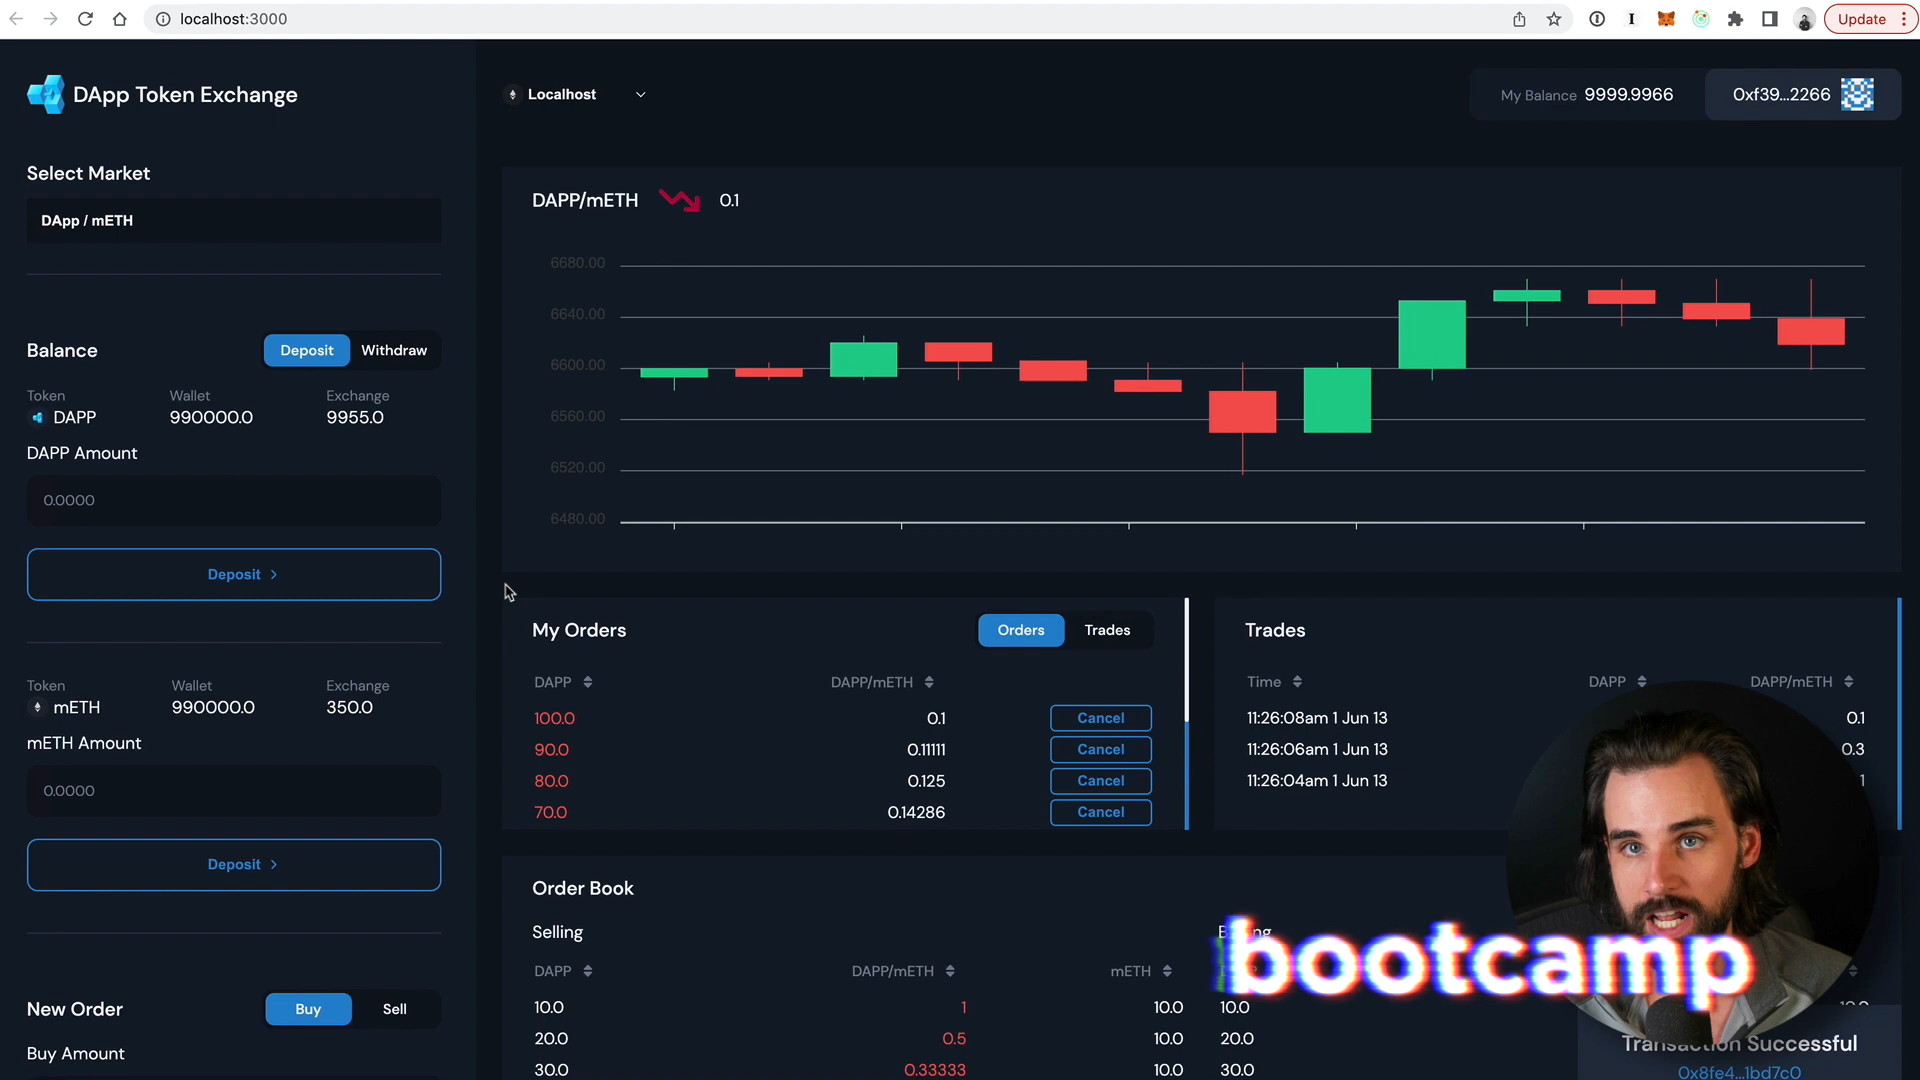 localhost:3000
Update
DApp Token Exchange
Localhost
My Balance 9999.9966
0xf39...2266
Select Market
DApp / mETH
DAPP/mETH 0.1
6680.00
6640.00
6600.00
6560.00
6520.00
6480.00
Balance
Deposit Withdraw
Token Wallet Exchange
DAPP 990000.0 9955.0
DAPP Amount
0.0000
Deposit >
Token Wallet Exchange
mETH 990000.0 350.0
mETH Amount
0.0000
Deposit >
New Order
Buy Sell
Buy Amount
My Orders
Orders Trades
DAPP DAPP/mETH
100.0 0.1 Cancel
90.0 0.11111 Cancel
80.0 0.125 Cancel
70.0 0.14286 Cancel
Trades
Time DAPP DAPP/mETH
11:26:08am 1 Jun 13 0.1
11:26:06am 1 Jun 13 0.3
11:26:04am 1 Jun 13 1
Order Book
Selling
DAPP DAPP/mETH mETH
10.0 1 10.0
20.0 0.5 10.0
30.0 0.33333 10.0
10.0
20.0
30.0
bootcamp
Transaction Successful
0x8fe4...1bd7c0